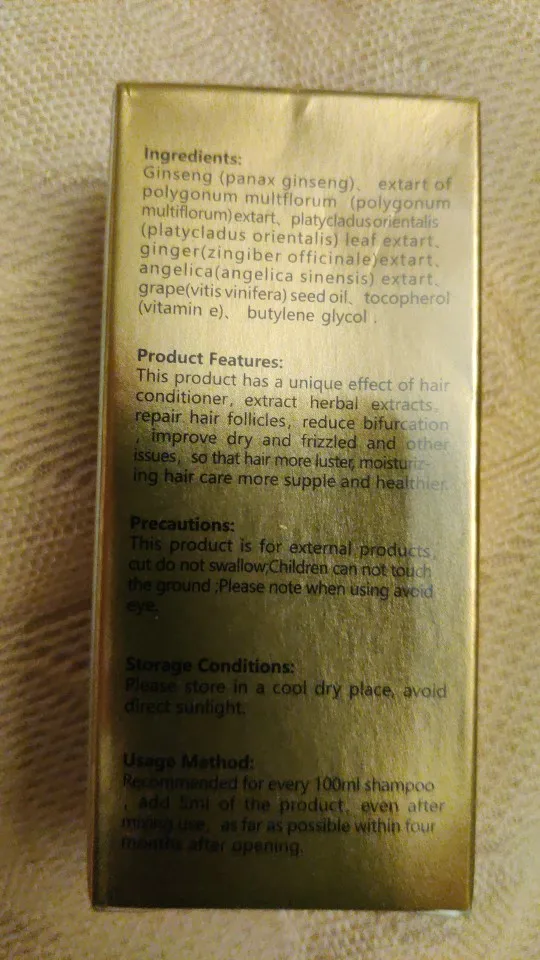 Ingredients:
Ginseng (panax ginseng)、 extart of
polygonum multflorum (polygonum
multiflorum) extart、platycladus orientalis
(platycladus orientalis) leaf extart、
ginger(zingiber officinale)extart、
angelica(angelica sinensis) extart、
grape(vitis vinifera) seed oil、tocopherol
(vitamin e)、 butylene glycol .
Product Features:
This product has a unique effect of hair
conditioner, extract herbal extracts,
repair hair follicles, reduce bifurcation
, improve dry and frizzled and other
issues, so that hair more luster, moisturiz-
ing hair care more supple and healthier.
Precautions:
This product is for external products,
cut do not swallow;Children can not touch
the ground ;Please note when using avoid
eye.
Storage Conditions:
Please store in a cool dry place, avoid
direct sunlight.
Usage Method:
Recommended for every 100ml shampoo
, add 5ml of the product, even after
mixing use, as far as possible within four
months after opening.